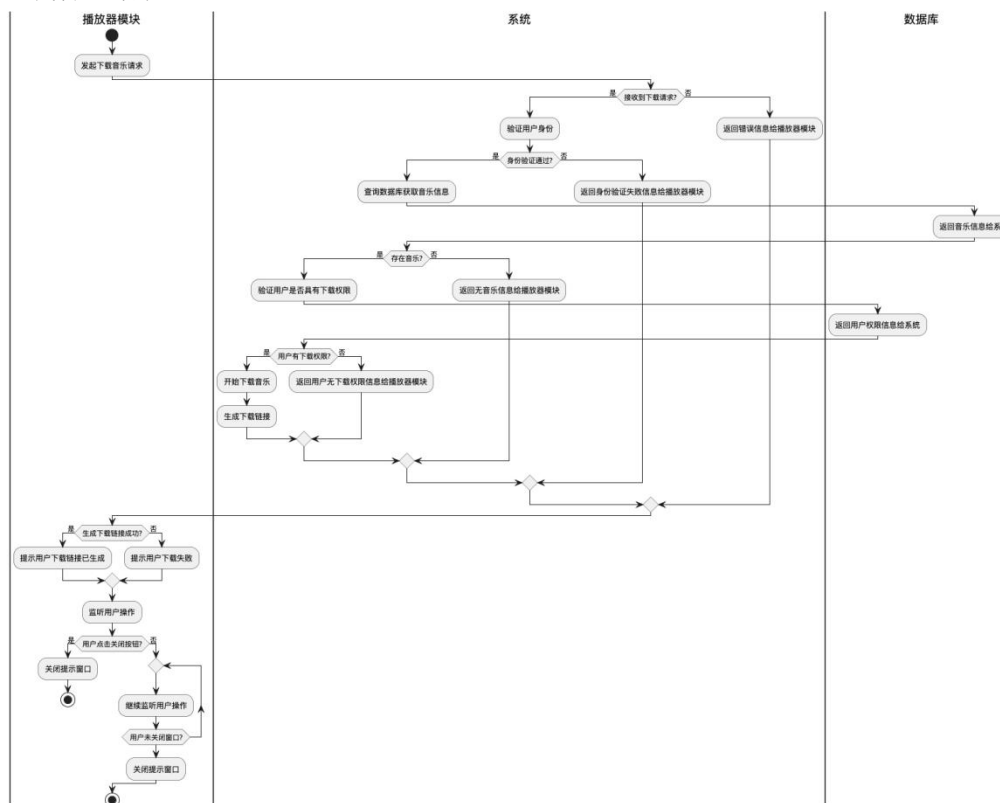 播放器模块
系统
数据库
发起下载音乐请求
是
接收到下载请求?
否
验证用户身份
返回错误信息给播放器模块
是
身份验证通过?
否
查询数据库获取音乐信息
返回身份验证失败信息给播放器模块
返回音乐信息给系
是
存在音乐?
否
验证用户是否具有下载权限
返回无音乐信息给播放器模块
返回用户权限信息给系统
是
用户有下载权限?
否
开始下载音乐
返回用户无下载权限信息给播放器模块
生成下载链接
是
生成下载链接成功?
否
提示用户下载链接已生成
提示用户下载失败
监听用户操作
是
用户点击关闭按钮?
否
关闭提示窗口
继续监听用户操作
用户未关闭窗口?
关闭提示窗口